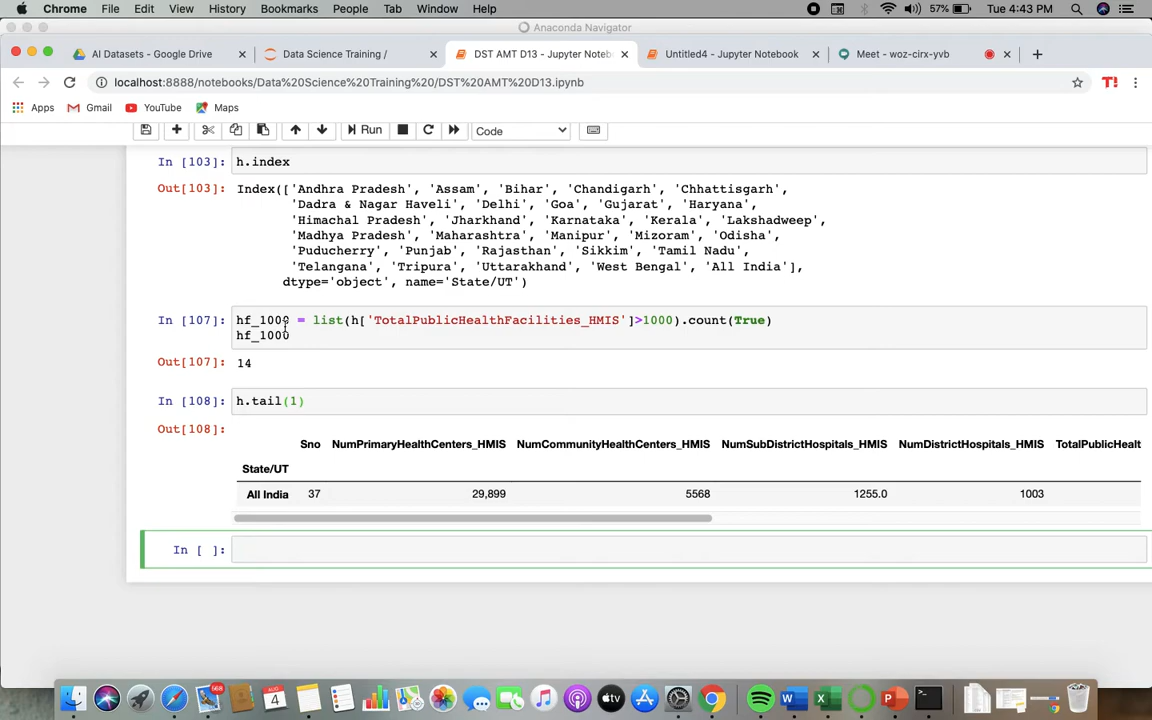 Chrome File Edit View History Bookmarks People Tab Window Help 57% Tue 4:43 PM
Anaconda Navigator
AI Datasets - Google Drive × Data Science Training / × DST AMT D13 - Jupyter Noteb × Untitled4 - Jupyter Notebook × Meet - woz-cirx-yvb ×
localhost:8888/notebooks/Data%20Science%20Training%20/DST%20AMT%20D13.ipynb
Apps Gmail YouTube Maps
Run Code
In [103]: h.index
Out[103]: Index(['Andhra Pradesh', 'Assam', 'Bihar', 'Chandigarh', 'Chhattisgarh',
'Dadra & Nagar Haveli', 'Delhi', 'Goa', 'Gujarat', 'Haryana',
'Himachal Pradesh', 'Jharkhand', 'Karnataka', 'Kerala', 'Lakshadweep',
'Madhya Pradesh', 'Maharashtra', 'Manipur', 'Mizoram', 'Odisha',
'Puducherry', 'Punjab', 'Rajasthan', 'Sikkim', 'Tamil Nadu',
'Telangana', 'Tripura', 'Uttarakhand', 'West Bengal', 'All India'],
dtype='object', name='State/UT')
In [107]: hf_1000 = list(h['TotalPublicHealthFacilities_HMIS']>1000).count(True)
hf_1000
Out[107]: 14
In [108]: h.tail(1)
Out[108]:
Sno NumPrimaryHealthCenters_HMIS NumCommunityHealthCenters_HMIS NumSubDistrictHospitals_HMIS NumDistrictHospitals_HMIS TotalPublicHealt
State/UT
All India 37 29,899 5568 1255.0 1003
In [ ]:
668
AUG
4
tv